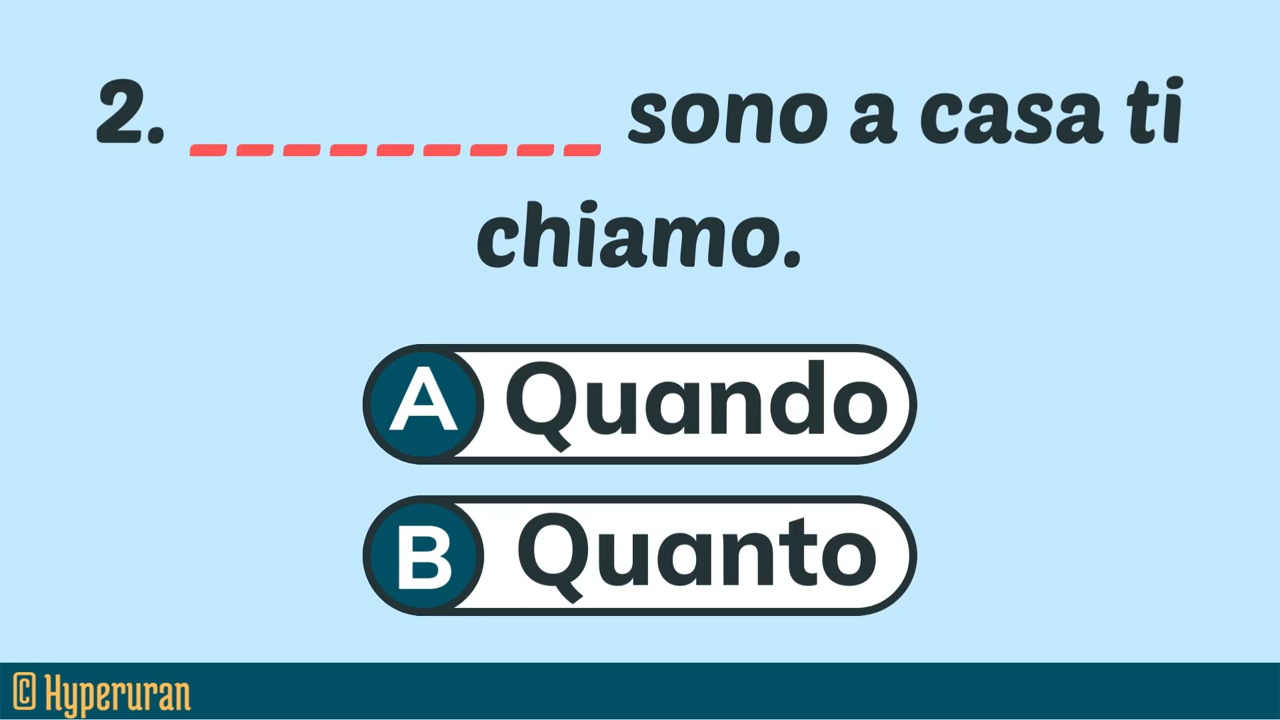 2. _________ sono a casa ti
chiamo.
A Quando
B Quanto
© Hyperuran